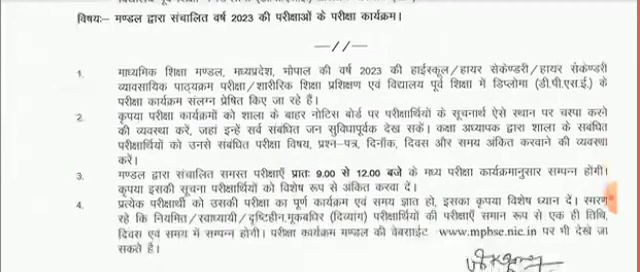 विषयः– मण्डल द्वारा संचालित वर्ष 2023 की परीक्षाओं के परीक्षा कार्यक्रम।
—//—
1. माध्यमिक शिक्षा मण्डल, मध्यप्रदेश, भोपाल की वर्ष 2023 की हाईस्कूल/हायर सेकेण्डरी/हायर सेकेण्डरी
व्यावसायिक पाठ्यक्रम परीक्षा/शारीरिक शिक्षा प्रशिक्षण एवं विद्यालय पूर्व शिक्षा में डिप्लोमा (डी.पी.एस.ई.) के
परीक्षा कार्यक्रम संलग्न प्रेषित किए जा रहे हैं।
2. कृपया परीक्षा कार्यक्रमों को शाला के बाहर नोटिस बोर्ड पर परीक्षार्थियों के सूचनार्थ ऐसे स्थान पर चस्पा करने
की व्यवस्था करें, जहां इन्हें सर्व संबंधित जन सुविधापूर्वक देख सकें। कक्षा अध्यापक द्वारा शाला के सबंधित
परीक्षार्थियों को उनसे संबंधित परीक्षा विषय, प्रश्न–पत्र, दिनाँक, दिवस और समय अंकित करवाने की व्यवस्था
करें।
3. मण्डल द्वारा संचालित समस्त परीक्षाएँ प्रातः 9.00 से 12.00 बजे के मध्य परीक्षा कार्यक्रमानुसार सम्पन्न होंगी।
कृपया इसकी सूचना परीक्षार्थियों को विशेष रूप से अंकित करवा दें।
4. प्रत्येक परीक्षार्थी को उसकी परीक्षा का पूर्ण कार्यक्रम एवं समय ज्ञात हो, इसका कृपया विशेष ध्यान दें। स्मरण
रहे कि नियमित/स्वाध्यायी/दृष्टिहीन,मूकबधिर (दिव्यांग) परीक्षार्थियों की परीक्षाएँ समान रूप से एक ही तिथि,
दिवस एवं समय में सम्पन्न होगी। परीक्षा कार्यक्रम मण्डल की वेबसाईट www.mphse.nic.in पर भी देखे जा
सकते है।